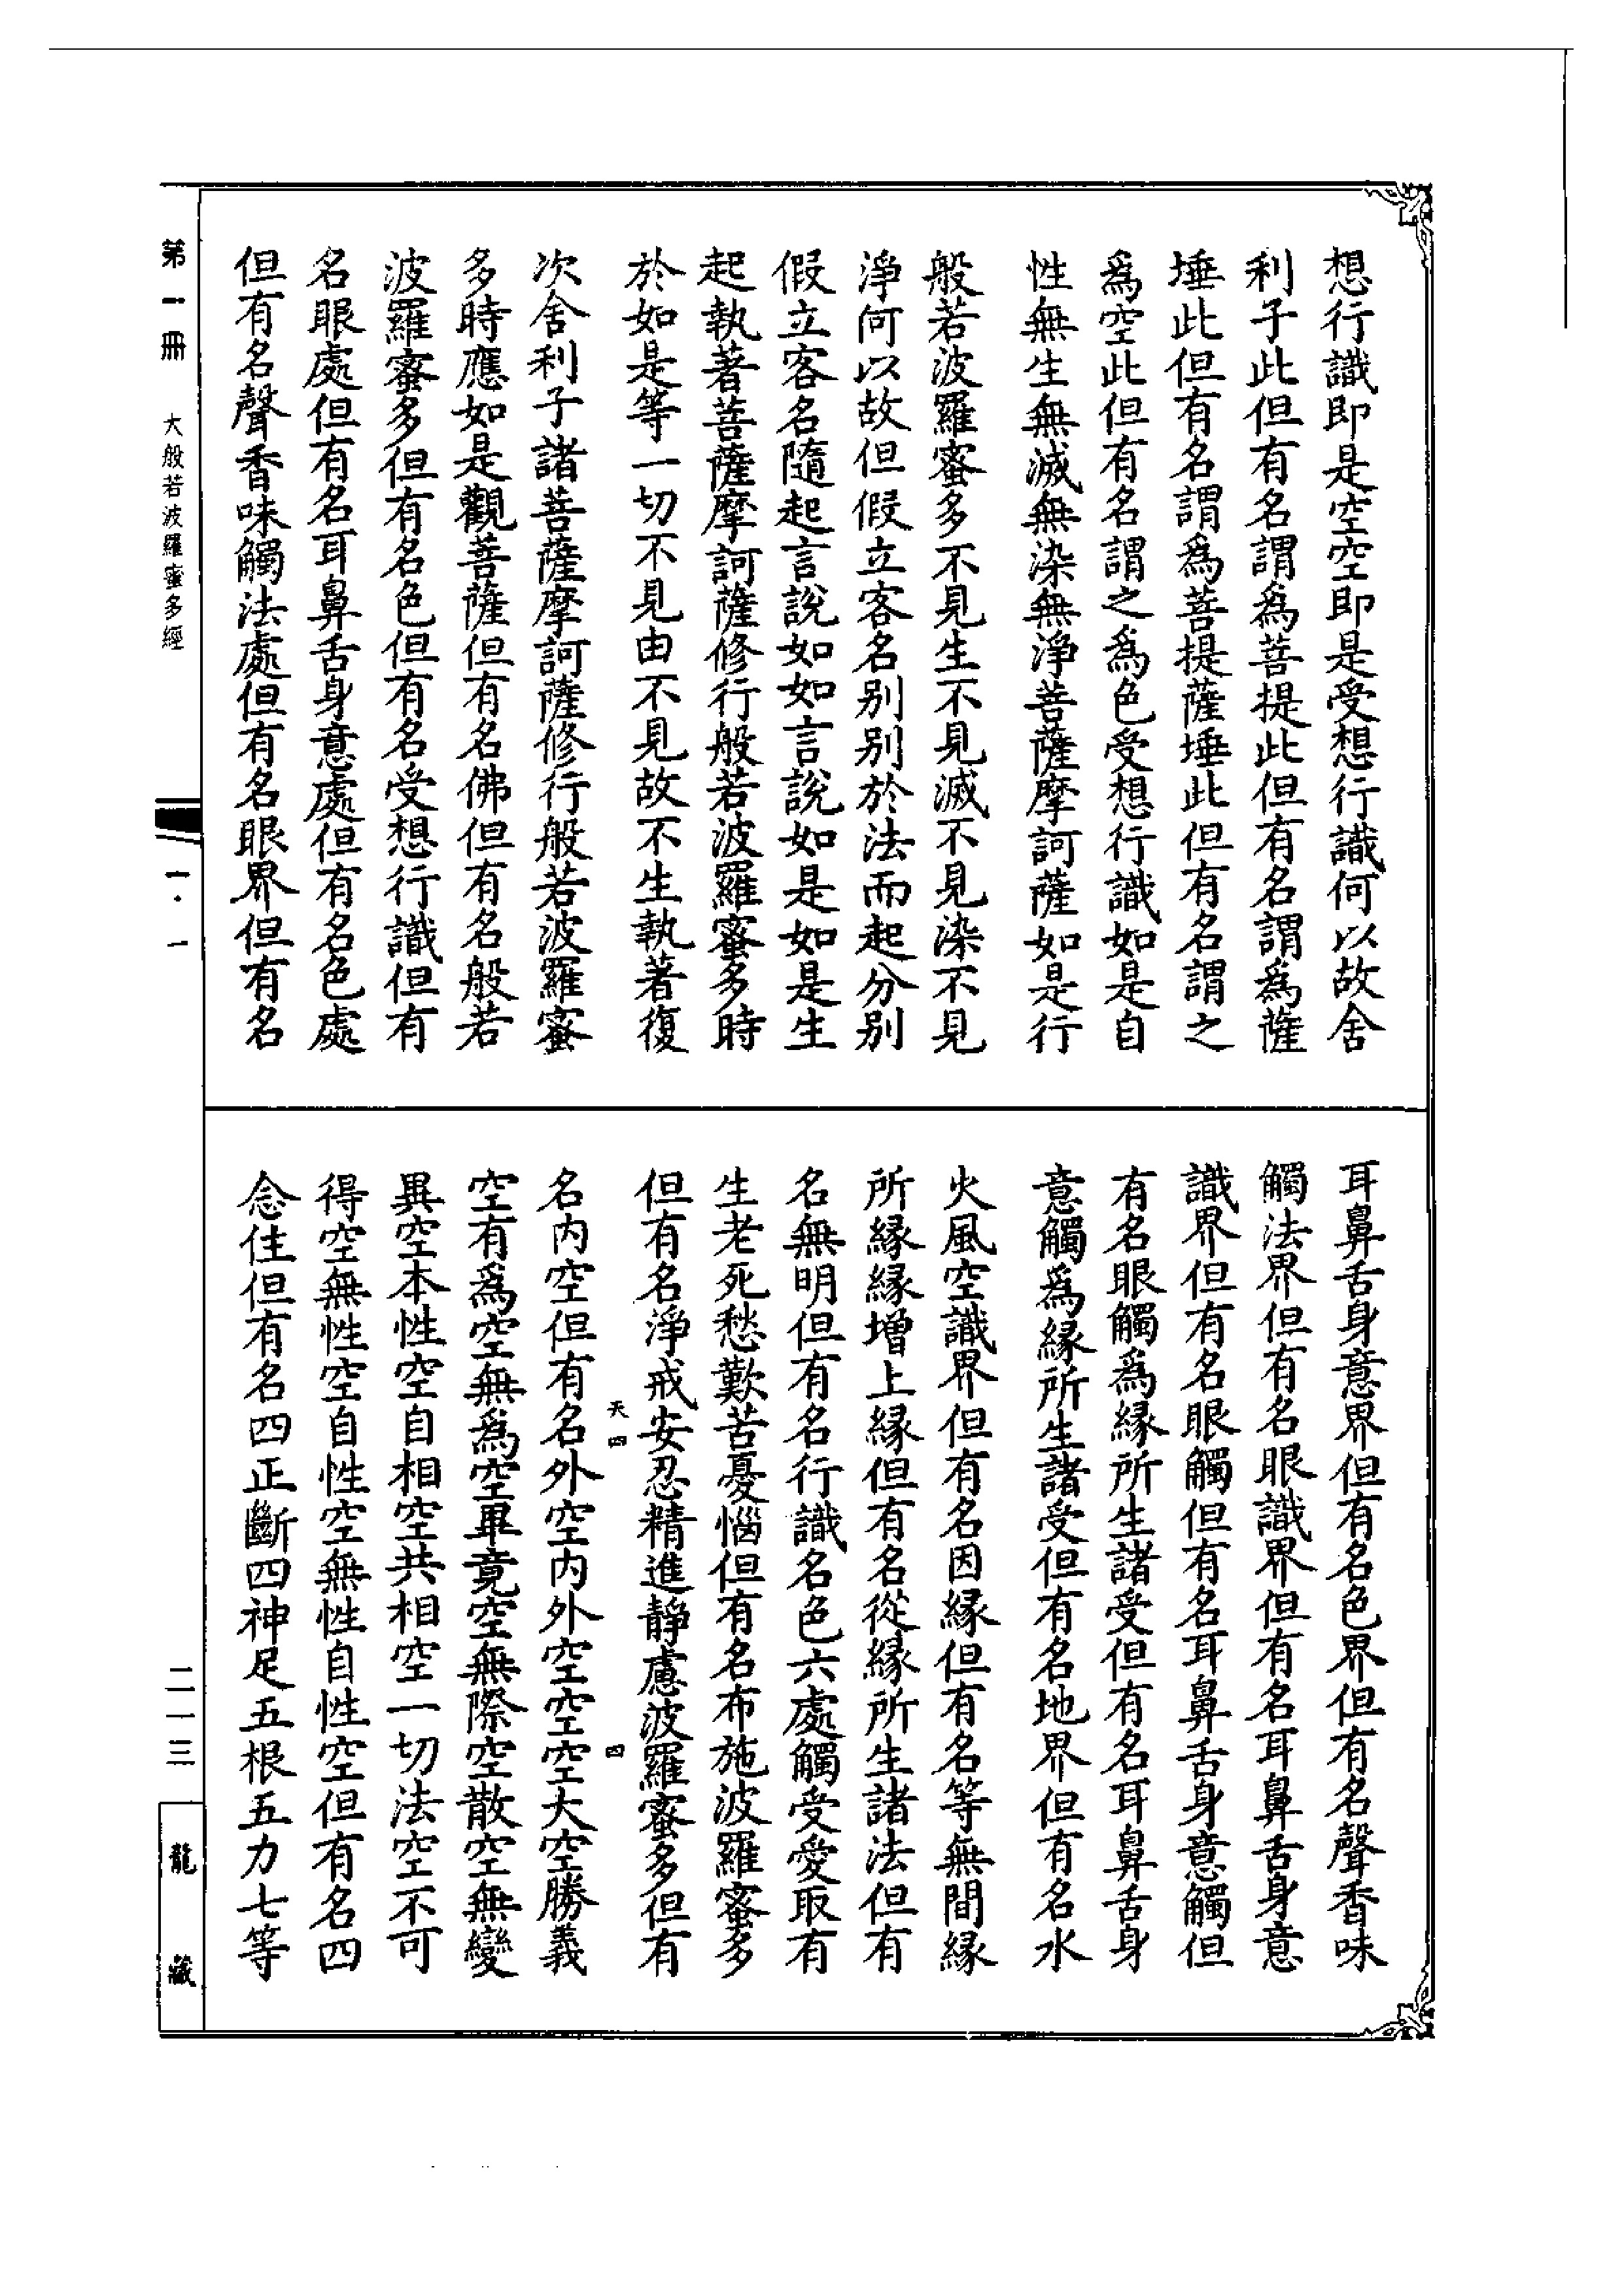 想行識即是空空即是受想行識何以故舍
利子此但有名謂爲菩提此但有名謂爲薩
埵此但有名謂爲菩提薩埵此但有名謂之
爲空此但有名謂之爲色受想行識如是自
性無生無滅無染無淨菩薩摩訶薩如是行
般若波羅蜜多不見生不見滅不見染不見
淨何以故但假立客名别别於法而起分别
假立客名隨起言說如如言說如是如是生
起執著菩薩摩訶薩修行般若波羅蜜多時
於如是等一切不見由不見故不生執著復
次舍利子諸菩薩摩訶薩修行般若波羅蜜
多時應如是觀菩薩但有名佛但有名般若
波羅蜜多但有名色但有名受想行識但有
名眼處但有名耳鼻舌身意處但有名色處
但有名聲香味觸法處但有名眼界但有名
耳鼻舌身意界但有名色界但有名聲香味
觸法界但有名眼識界但有名耳鼻舌身意
識界但有名眼觸但有名耳鼻舌身意觸但
有名眼觸爲縁所生諸受但有名耳鼻舌身
意觸爲縁所生諸受但有名地界但有名水
火風空識界但有名因縁但有名等無間縁
所縁縁增上縁但有名從縁所生諸法但有
名無明但有名行識名色六處觸受愛取有
生老死愁歎苦憂惱但有名布施波羅蜜多
但有名淨戒安忍精進靜慮波羅蜜多但有
天四 四
名内空但有名外空内外空空空大空勝義
空有爲空無爲空畢竟空無際空散空無變
異空本性空自相空共相空一切法空不可
得空無性空自性空無性自性空但有名四
念住但有名四正斷四神足五根五力七等
第一冊 大般若波羅蜜多經 一·一
二一三
龍藏